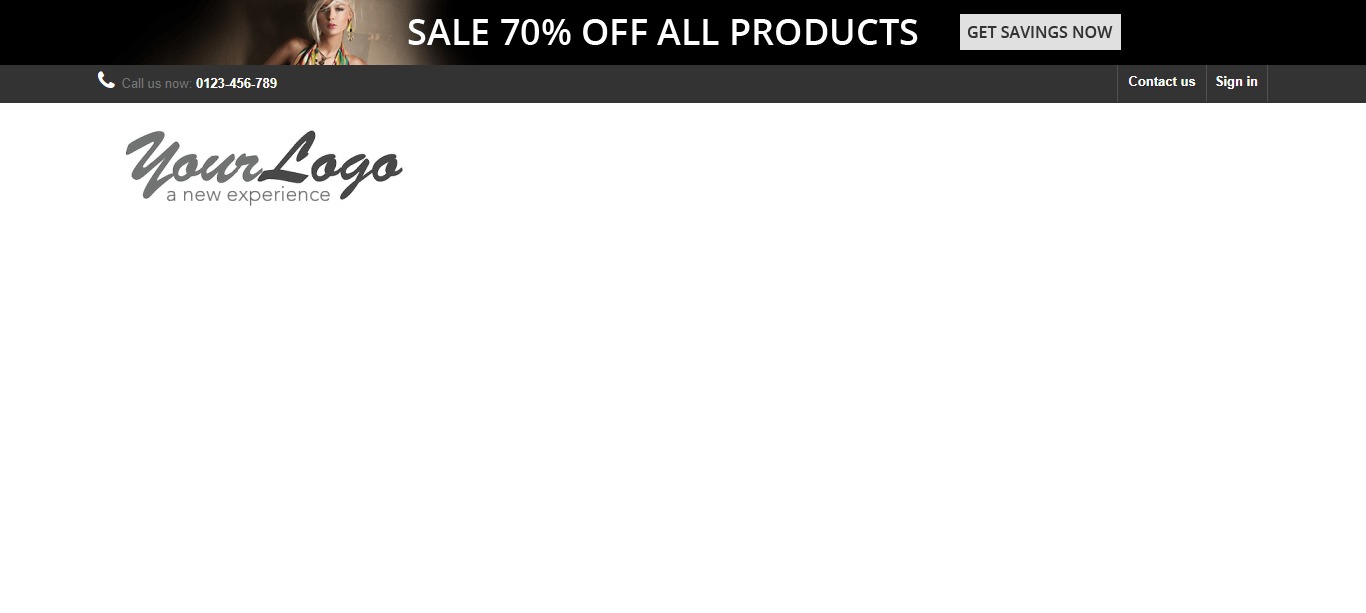 SALE 70% OFF ALL PRODUCTS GET SAVINGS NOW
Call us now: 0123-456-789 Contact us Sign in
YourLogo
a new experience